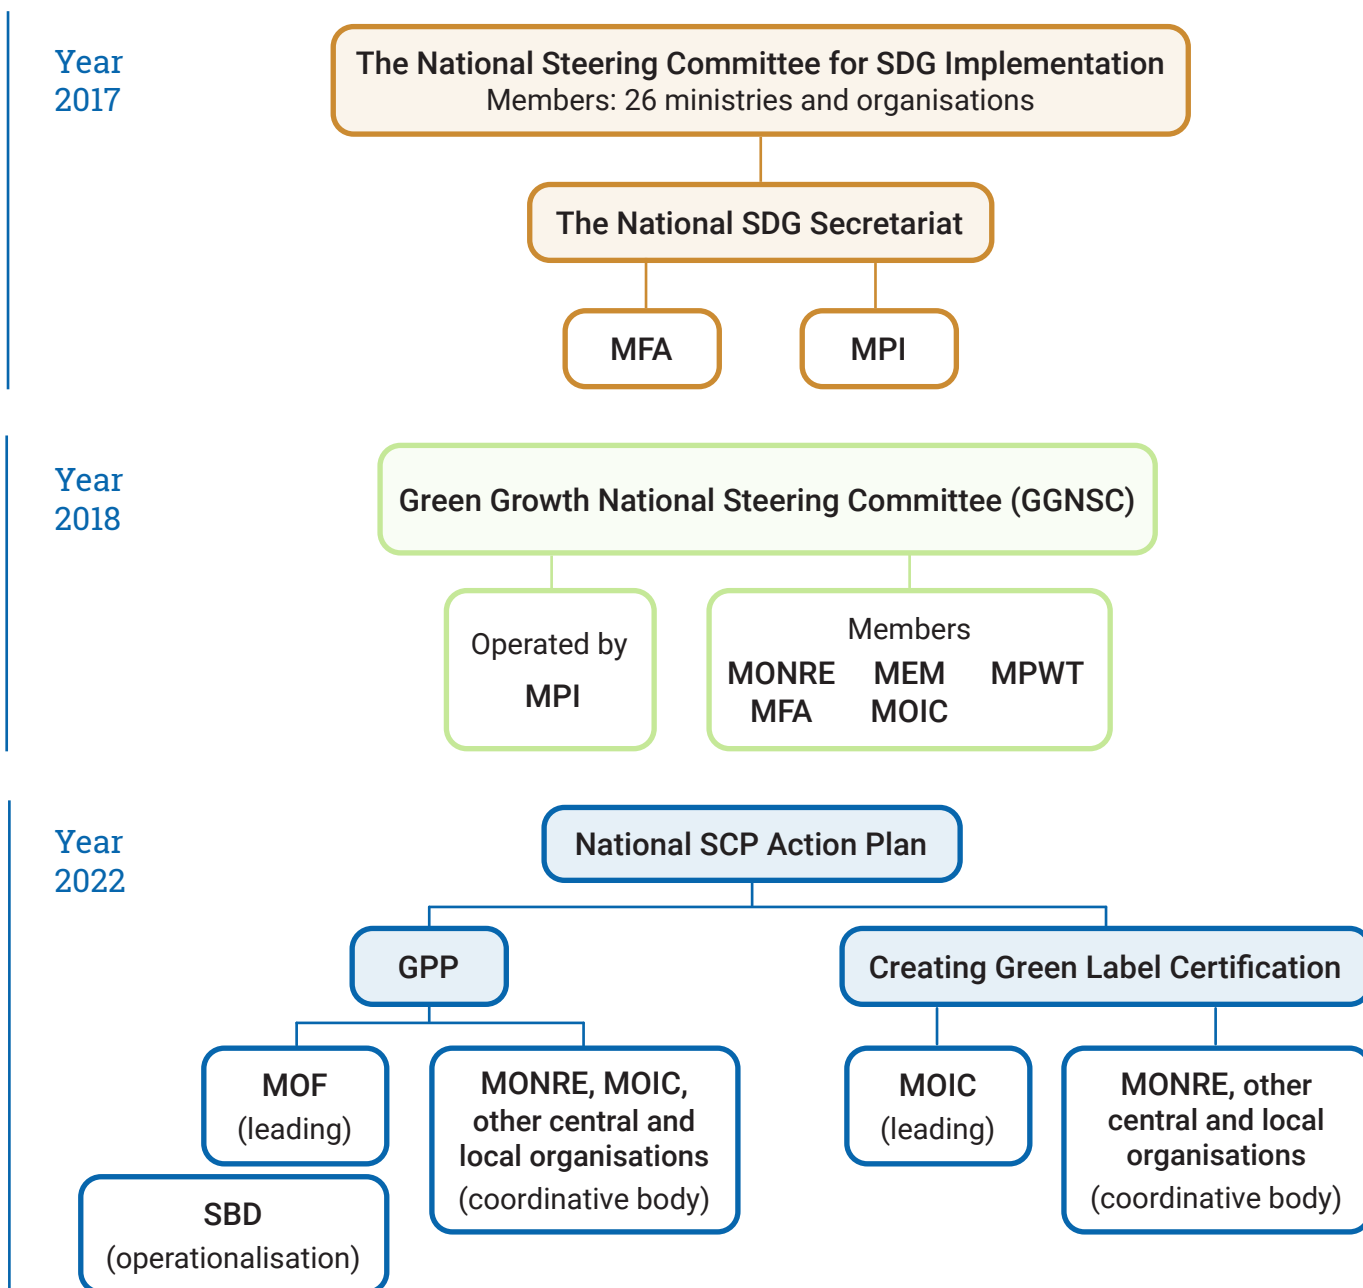 Year
2017
The National Steering Committee for SDG Implementation
Members: 26 ministries and organisations
The National SDG Secretariat
MFA
MPI
Year
2018
Green Growth National Steering Committee (GGNSC)
Operated by
MPI
Members
MONRE MEM MPWT
MFA MOIC
Year
2022
National SCP Action Plan
GPP
Creating Green Label Certification
MOF
(leading)
SBD
(operationalisation)
MONRE, MOIC,
other central and
local organisations
(coordinative body)
MOIC
(leading)
MONRE, other
central and local
organisations
(coordinative body)